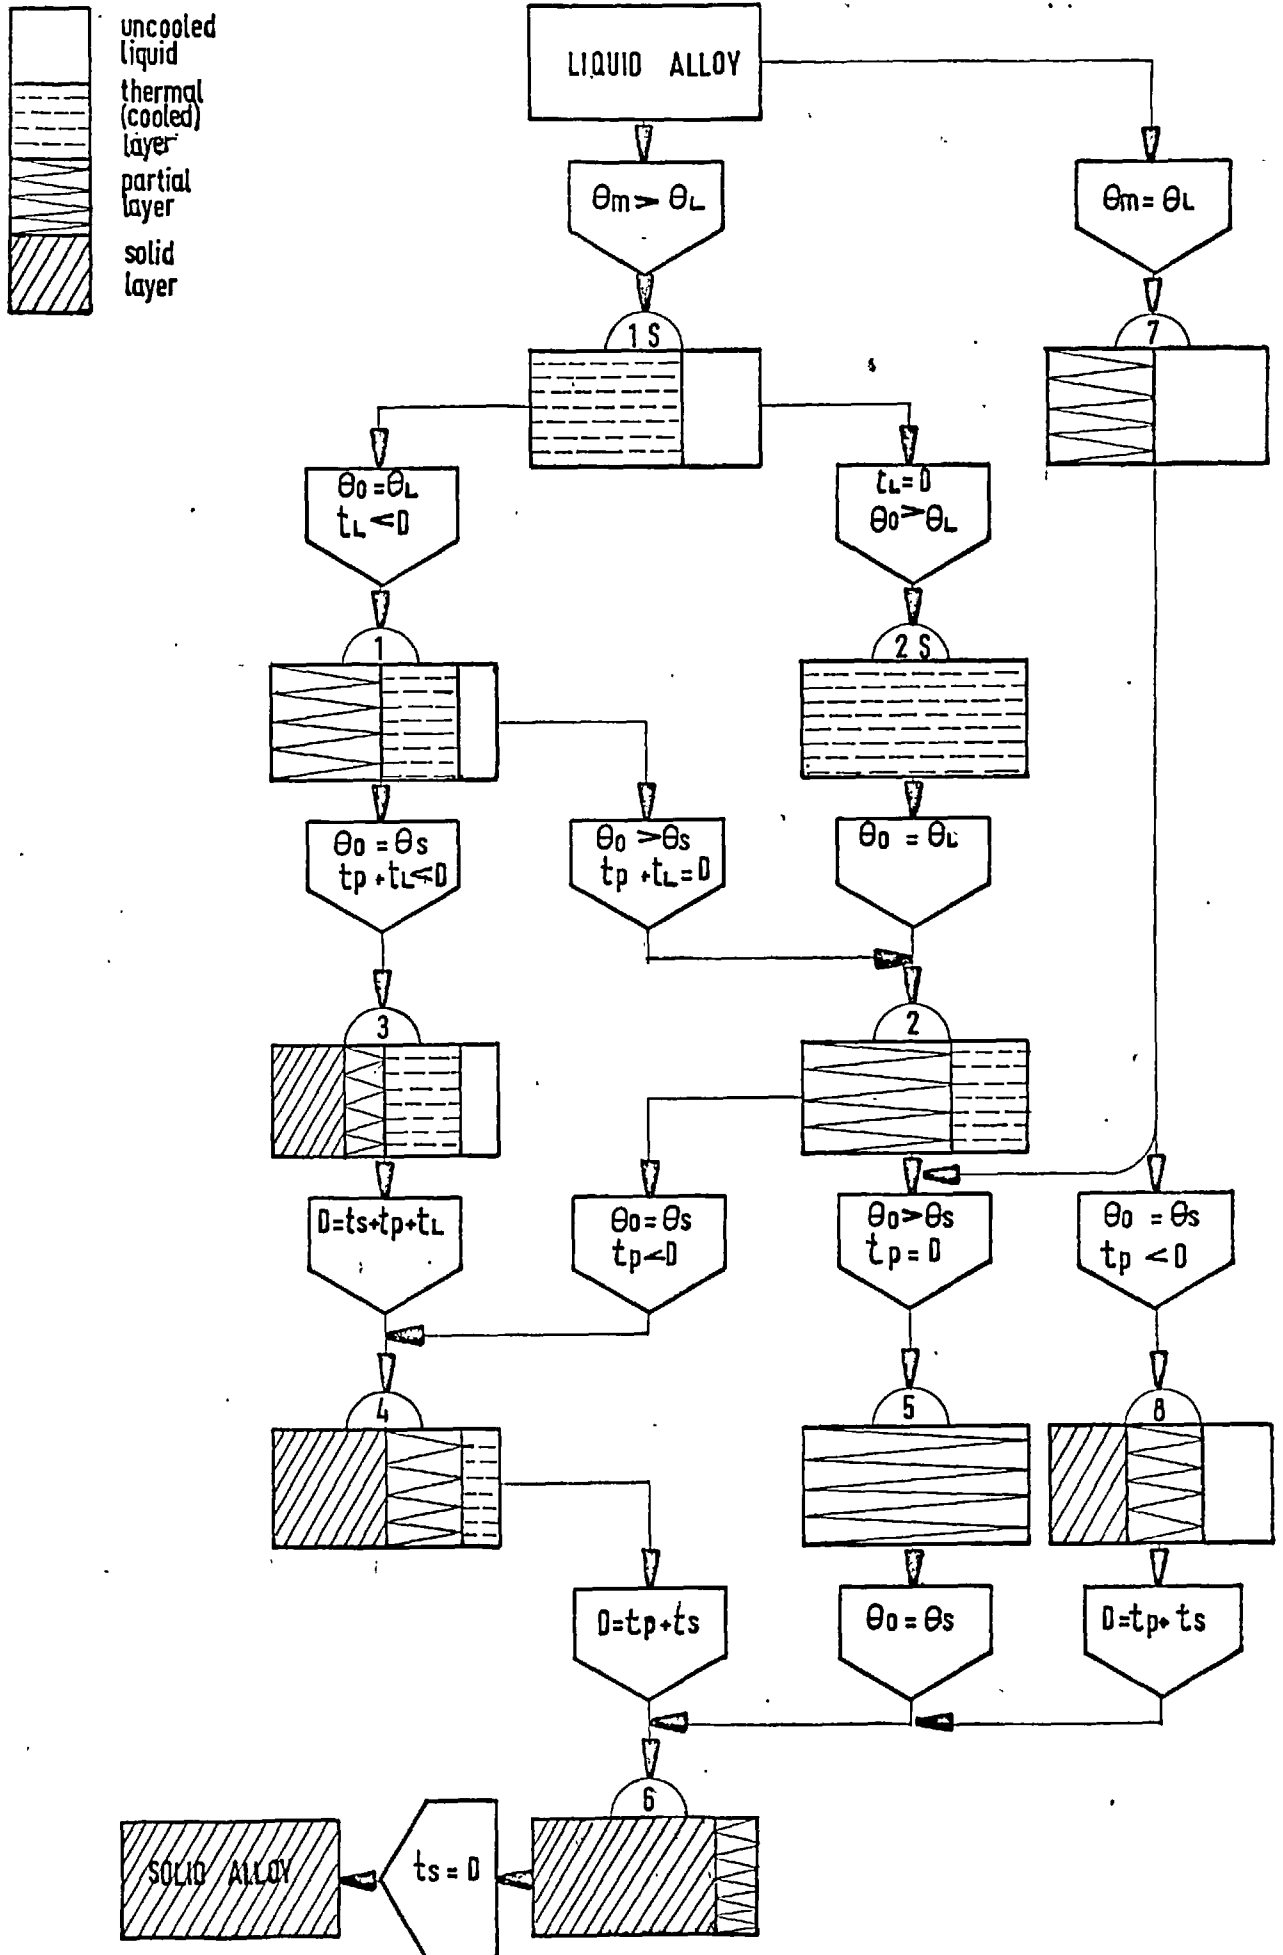 uncooled
liquid
thermal
(cooled)
layer
partial
layer
solid
layer
LIQUID ALLOY
θm > θL
θm = θL
1 S
7
θ0 = θL
tL < D
tL = D
θ0 > θL
1
2 S
θ0 = θS
tp + tL < D
θ0 > θS
tp + tL = D
θ0 = θL
3
2
D = tS + tp + tL
θ0 = θS
tp < D
θ0 > θS
tp = D
θ0 = θS
tp < D
4
5
8
D = tp + tS
θ0 = θS
D = tp + tS
6
SOLID ALLOY
tS = D